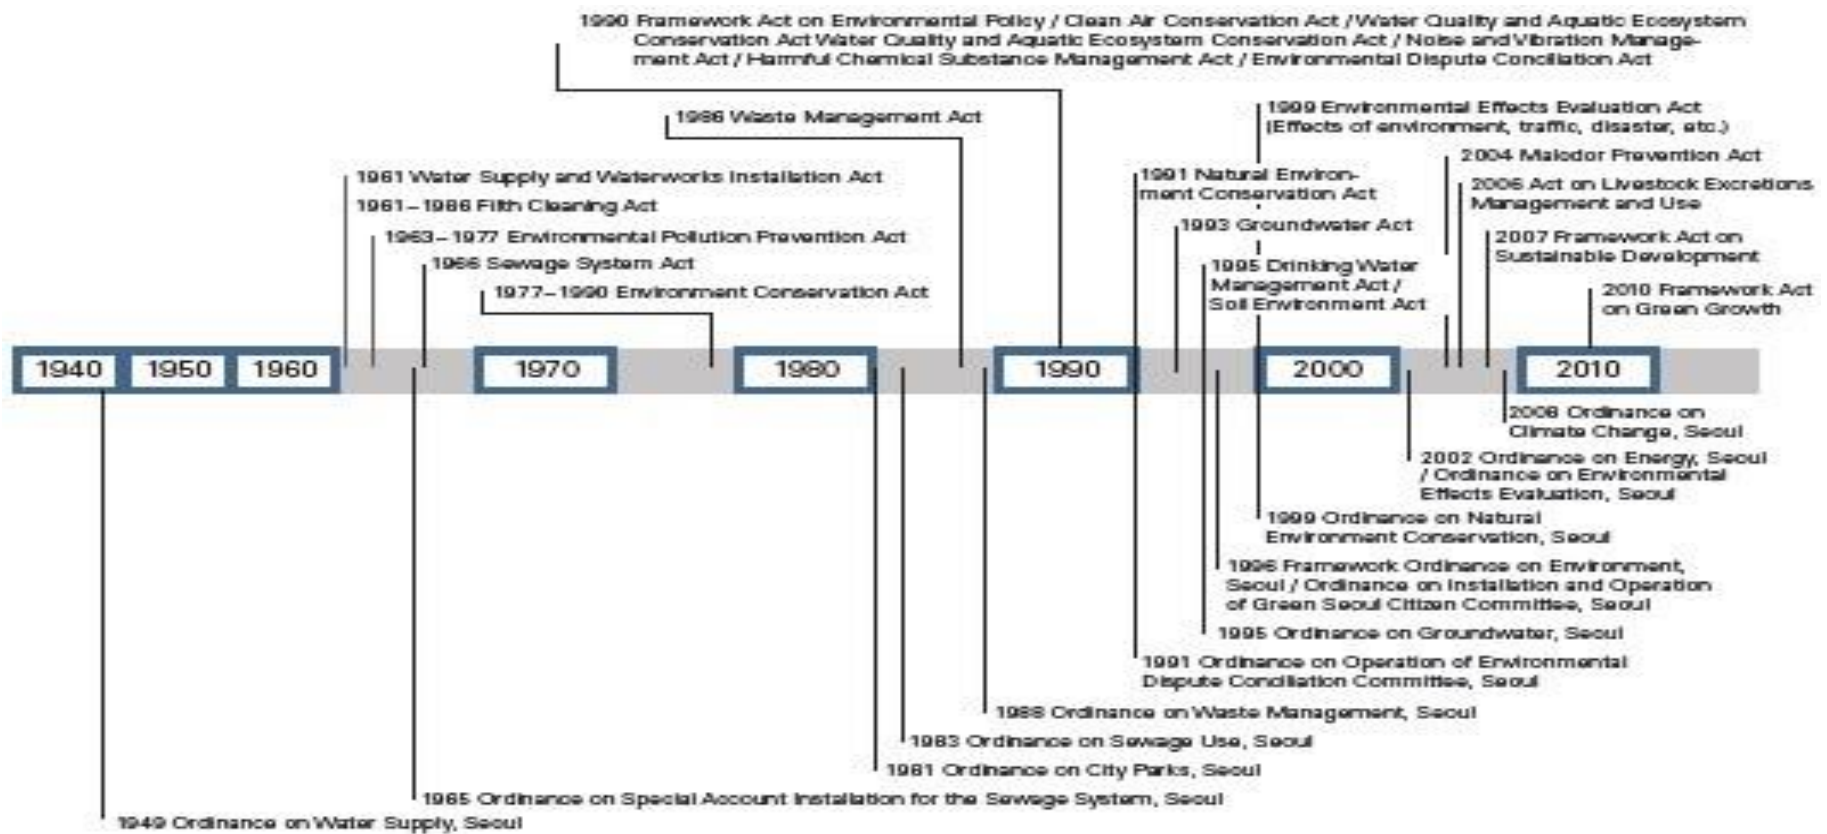 1990 Framework Act on Environmental Policy / Clean Air Conservation Act / Water Quality and Aquatic Ecosystem
Conservation Act Water Quality and Aquatic Ecosystem Conservation Act / Noise and Vibration Manage-
ment Act / Harmful Chemical Substance Management Act / Environmental Dispute Conciliation Act
1986 Waste Management Act
1999 Environmental Effects Evaluation Act
(Effects of environment, traffic, disaster, etc.)
2004 Malodor Prevention Act
1961 Water Supply and Waterworks Installation Act
1991 Natural Environ-
ment Conservation Act
2006 Act on Livestock Excretions
Management and Use
1961–1986 Filth Cleaning Act
1993 Groundwater Act
1963–1977 Environmental Pollution Prevention Act
2007 Framework Act on
Sustainable Development
1966 Sewage System Act
1995 Drinking Water
Management Act /
Soil Environment Act
1977–1990 Environment Conservation Act
2010 Framework Act
on Green Growth
1940
1950
1960
1970
1980
1990
2000
2010
2008 Ordinance on
Climate Change, Seoul
2002 Ordinance on Energy, Seoul
/ Ordinance on Environmental
Effects Evaluation, Seoul
1999 Ordinance on Natural
Environment Conservation, Seoul
1996 Framework Ordinance on Environment,
Seoul / Ordinance on Installation and Operation
of Green Seoul Citizen Committee, Seoul
1995 Ordinance on Groundwater, Seoul
1991 Ordinance on Operation of Environmental
Dispute Conciliation Committee, Seoul
1988 Ordinance on Waste Management, Seoul
1983 Ordinance on Sewage Use, Seoul
1981 Ordinance on City Parks, Seoul
1965 Ordinance on Special Account Installation for the Sewage System, Seoul
1949 Ordinance on Water Supply, Seoul